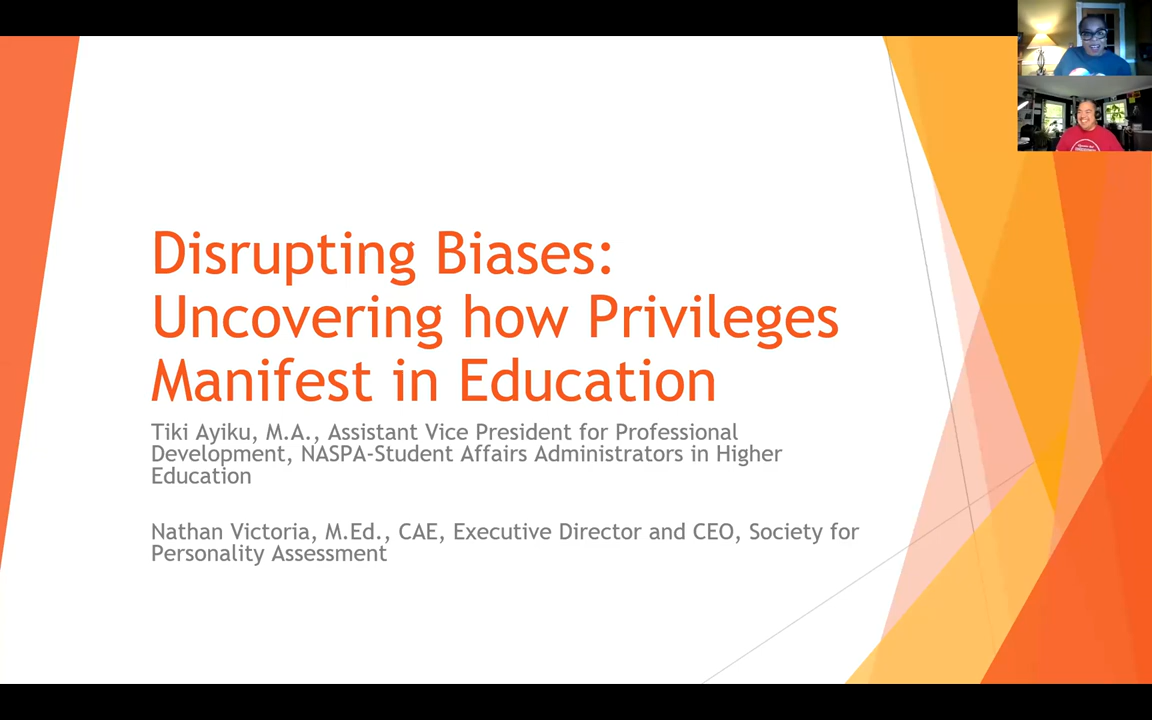 Disrupting Biases:
Uncovering how Privileges
Manifest in Education
Tiki Ayiku, M.A., Assistant Vice President for Professional
Development, NASPA-Student Affairs Administrators in Higher
Education
Nathan Victoria, M.Ed., CAE, Executive Director and CEO, Society for
Personality Assessment